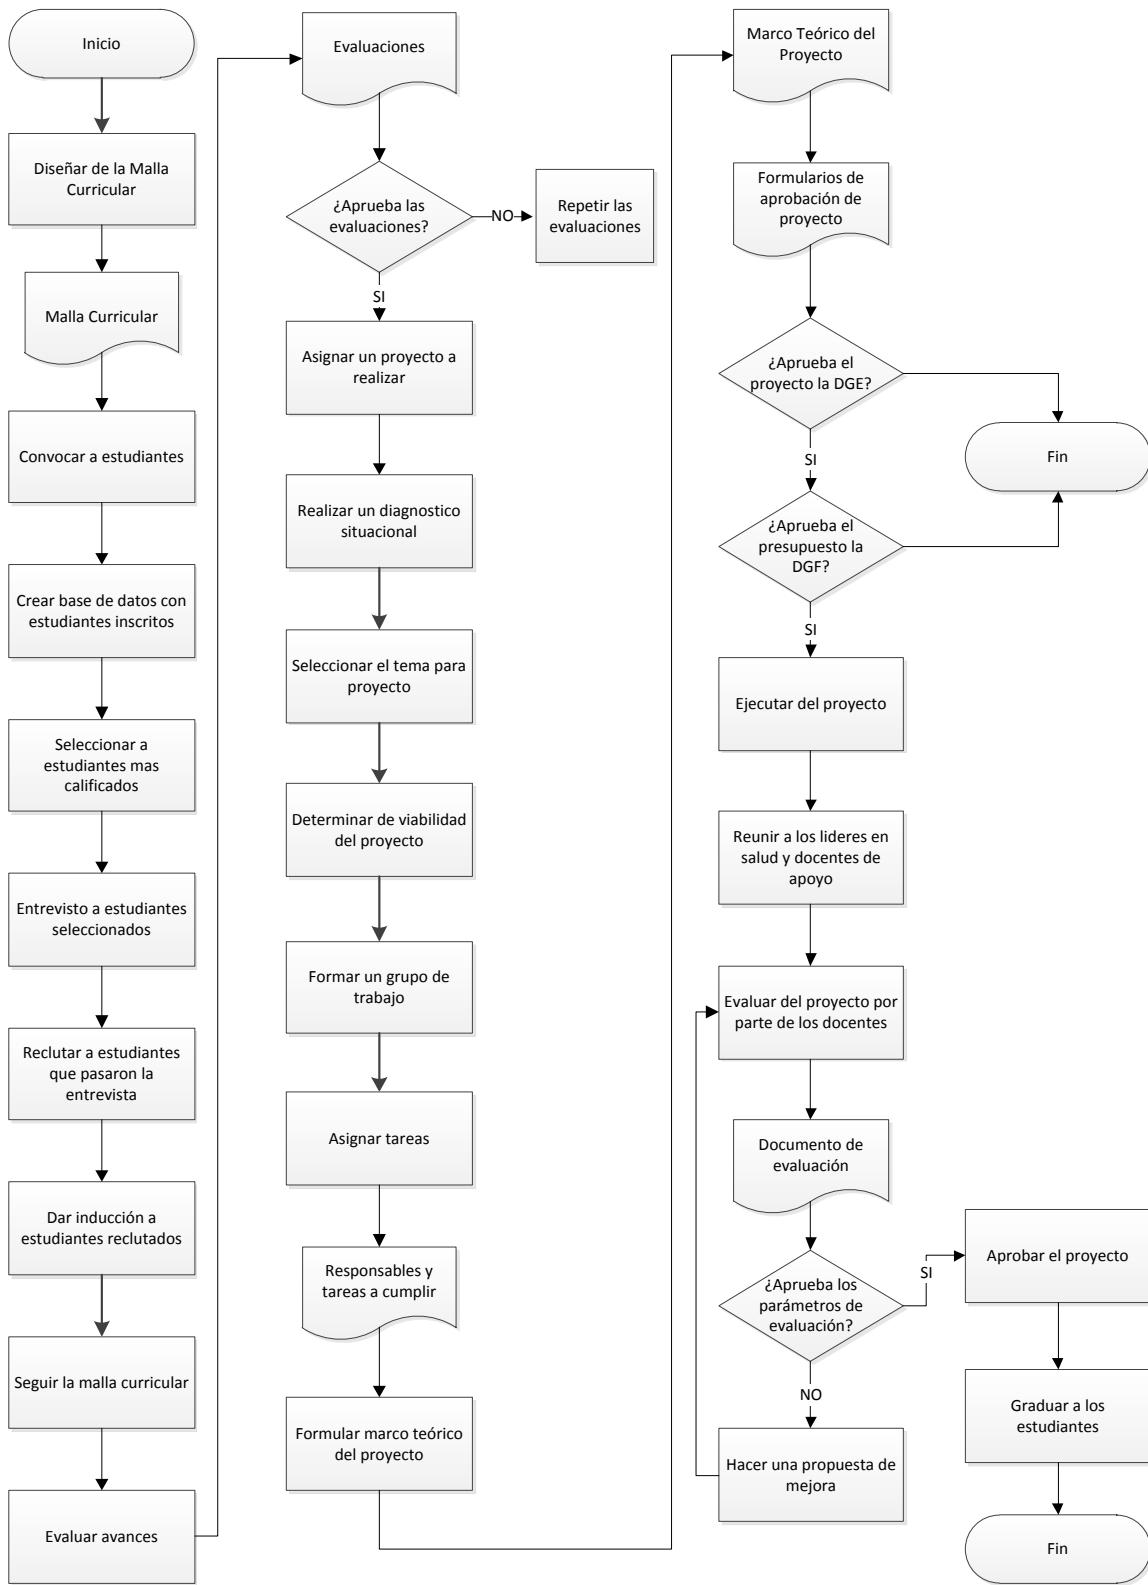 Inicio
Diseñar de la Malla
Curricular
Malla Curricular
Convocar a estudiantes
Crear base de datos con
estudiantes inscritos
Seleccionar a
estudiantes mas
calificados
Entrevisto a estudiantes
seleccionados
Reclutar a estudiantes
que pasaron la
entrevista
Dar inducción a
estudiantes reclutados
Seguir la malla curricular
Evaluar avances
Evaluaciones
¿Aprueba las
evaluaciones?
NO
Repetir las
evaluaciones
SI
Asignar un proyecto a
realizar
Realizar un diagnostico
situacional
Seleccionar el tema para
proyecto
Determinar de viabilidad
del proyecto
Formar un grupo de
trabajo
Asignar tareas
Responsables y
tareas a cumplir
Formular marco teórico
del proyecto
Marco Teórico del
Proyecto
Formularios de
aprobación de
proyecto
¿Aprueba el
proyecto la DGE?
SI
Fin
¿Aprueba el
presupuesto la
DGF?
SI
Ejecutar del proyecto
Reunir a los lideres en
salud y docentes de
apoyo
Evaluar del proyecto por
parte de los docentes
Documento de
evaluación
¿Aprueba los
parámetros de
evaluación?
SI
Aprobar el proyecto
NO
Hacer una propuesta de
mejora
Graduar a los
estudiantes
Fin